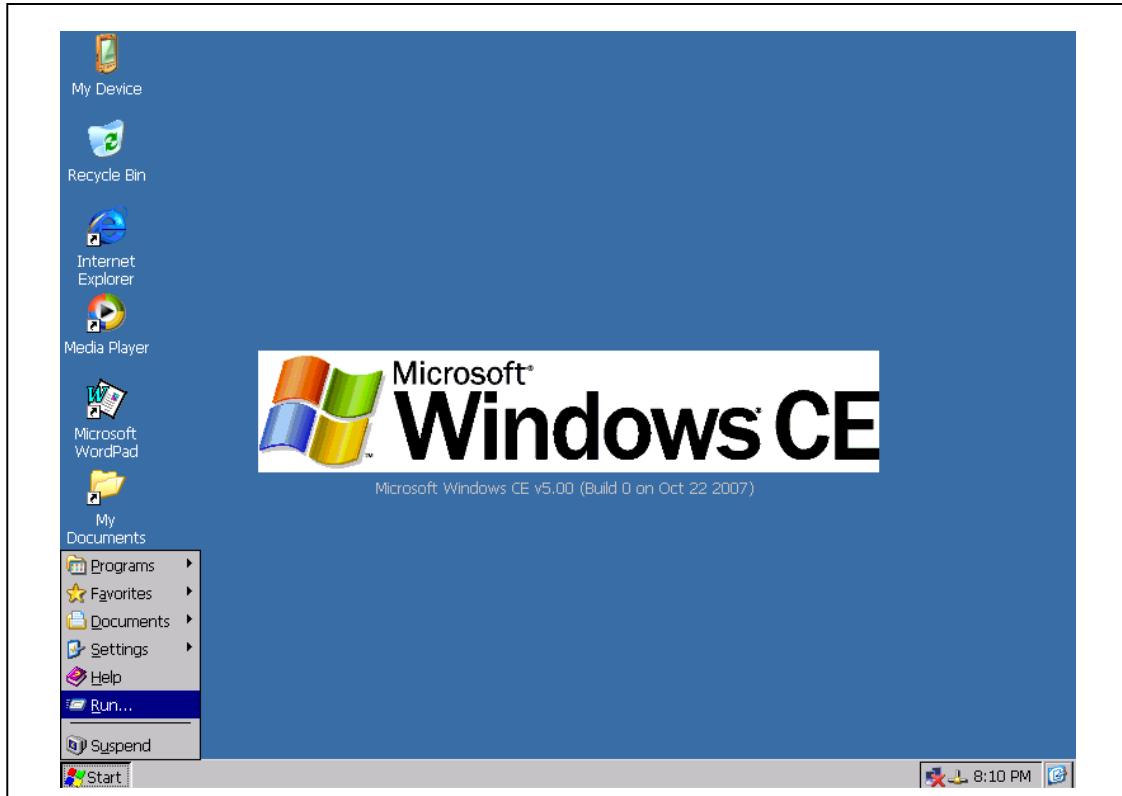 My Device
Recycle Bin
Internet
Explorer
Media Player
Microsoft
WordPad
My
Documents
Microsoft®
Windows CE
Microsoft Windows CE v5.00 (Build 0 on Oct 22 2007)
Programs
Favorites
Documents
Settings
Help
Run...
Suspend
Start
8:10 PM